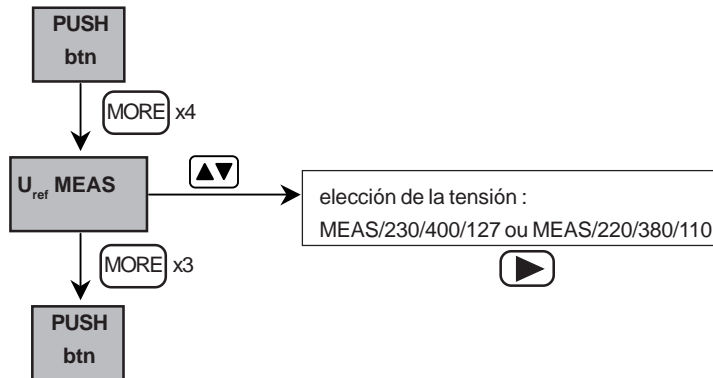 PUSH
btn
MORE x4
Uref MEAS
elección de la tensión :
MEAS/230/400/127 ou MEAS/220/380/110
MORE x3
PUSH
btn